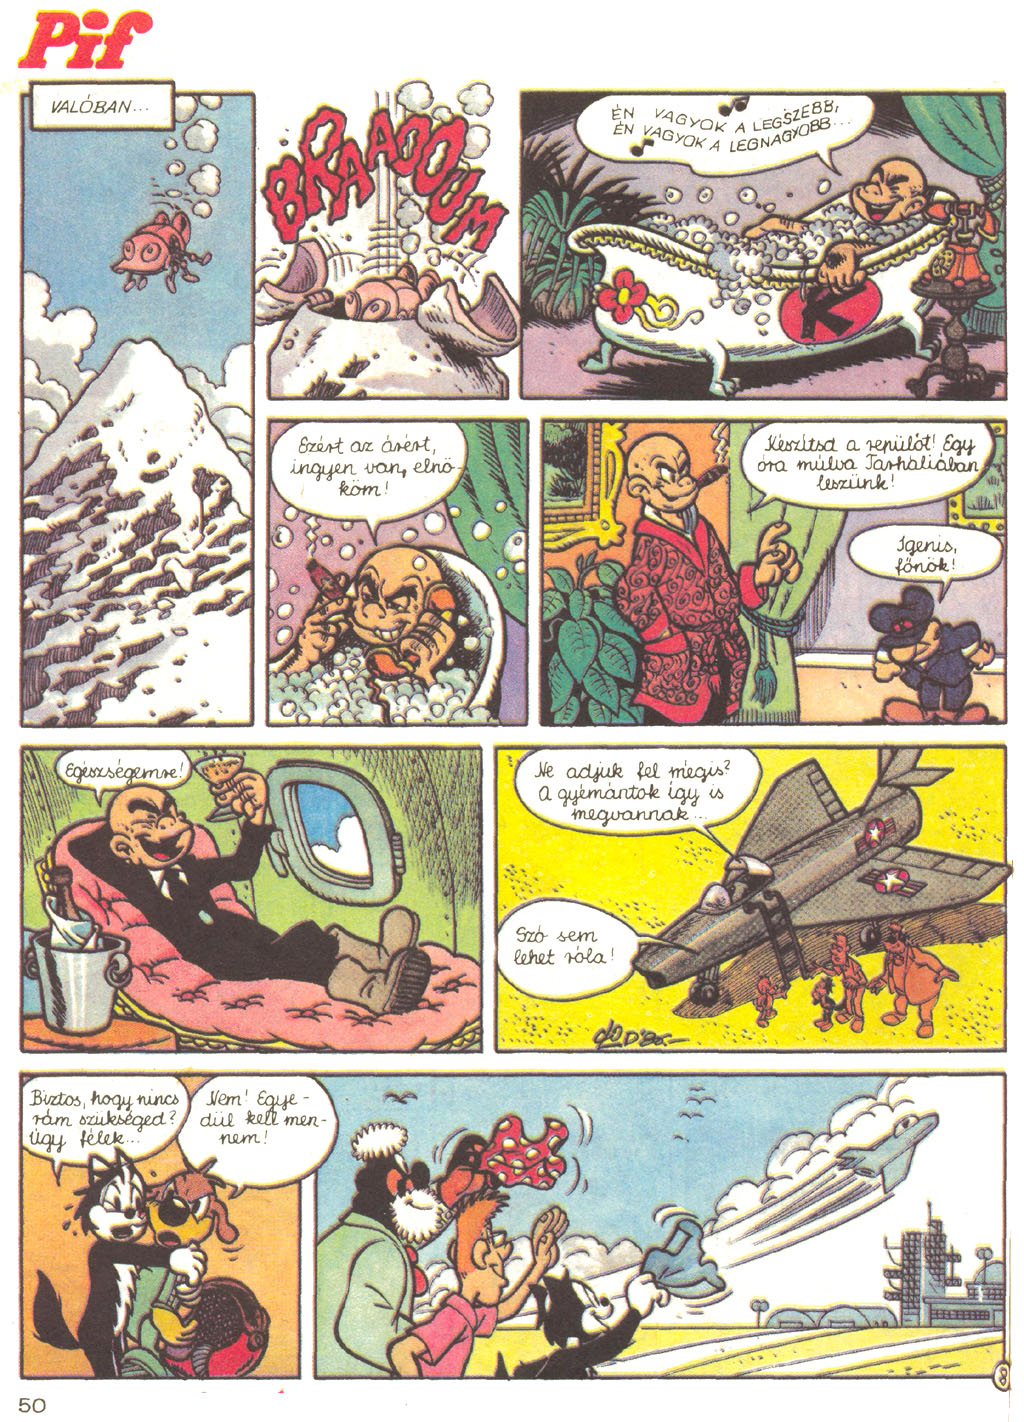 Pif
VALÓBAN...
BRAAOOUM
ÉN VAGYOK A LEGSZEBB,
ÉN VAGYOK A LEGNAGYOBB...
K
Ezért az árért,
ingyen van, elnö-
köm!
Készítsd a repülőt! Egy
óra múlva Tarháliában
leszünk!
Igenis,
főnök!
Egészségemre!
Ne adjuk fel mégis?
A gyémántok így is
megvannak...
Szó sem
lehet róla!
Biztos, hogy nincs
rám szükséged?
Úgy félek...
Nem! Egye-
dül kell men-
nem!
8
50